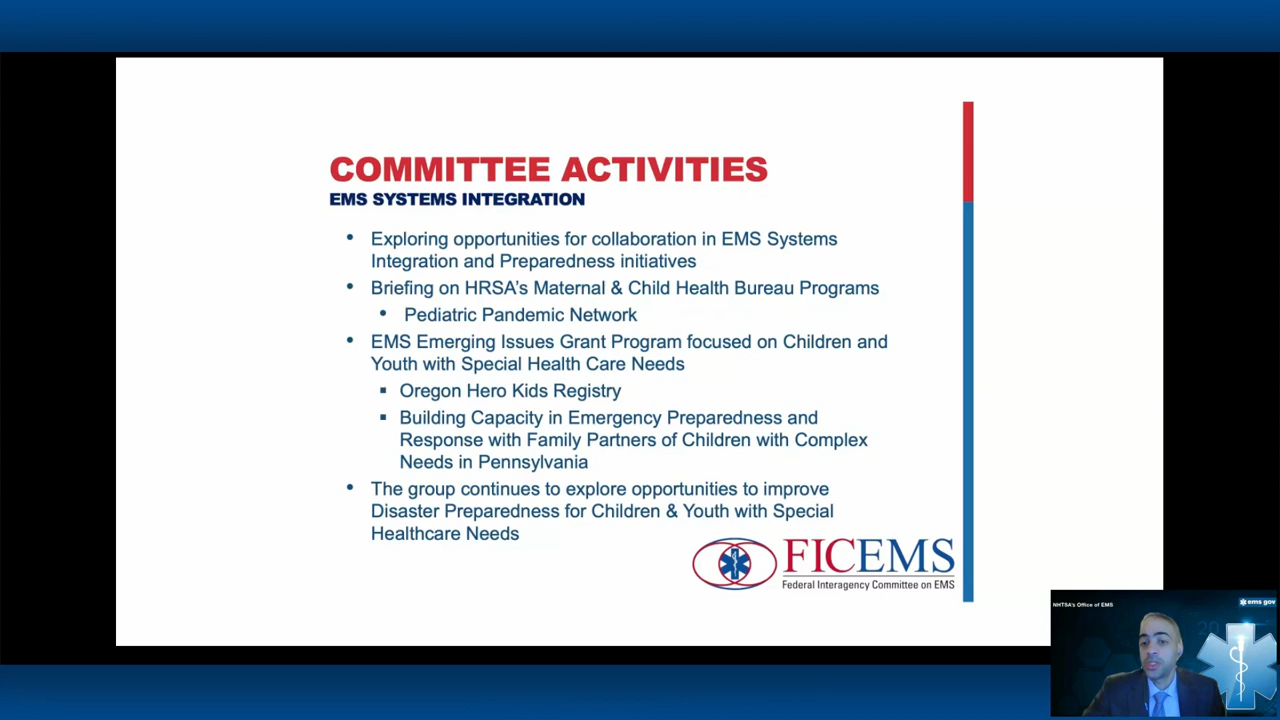 COMMITTEE ACTIVITIES
EMS SYSTEMS INTEGRATION
• Exploring opportunities for collaboration in EMS Systems
Integration and Preparedness initiatives
• Briefing on HRSA's Maternal & Child Health Bureau Programs
• Pediatric Pandemic Network
• EMS Emerging Issues Grant Program focused on Children and
Youth with Special Health Care Needs
▪ Oregon Hero Kids Registry
▪ Building Capacity in Emergency Preparedness and
Response with Family Partners of Children with Complex
Needs in Pennsylvania
• The group continues to explore opportunities to improve
Disaster Preparedness for Children & Youth with Special
Healthcare Needs
FICEMS
Federal Interagency Committee on EMS
NHTSA's Office of EMS
ems gov